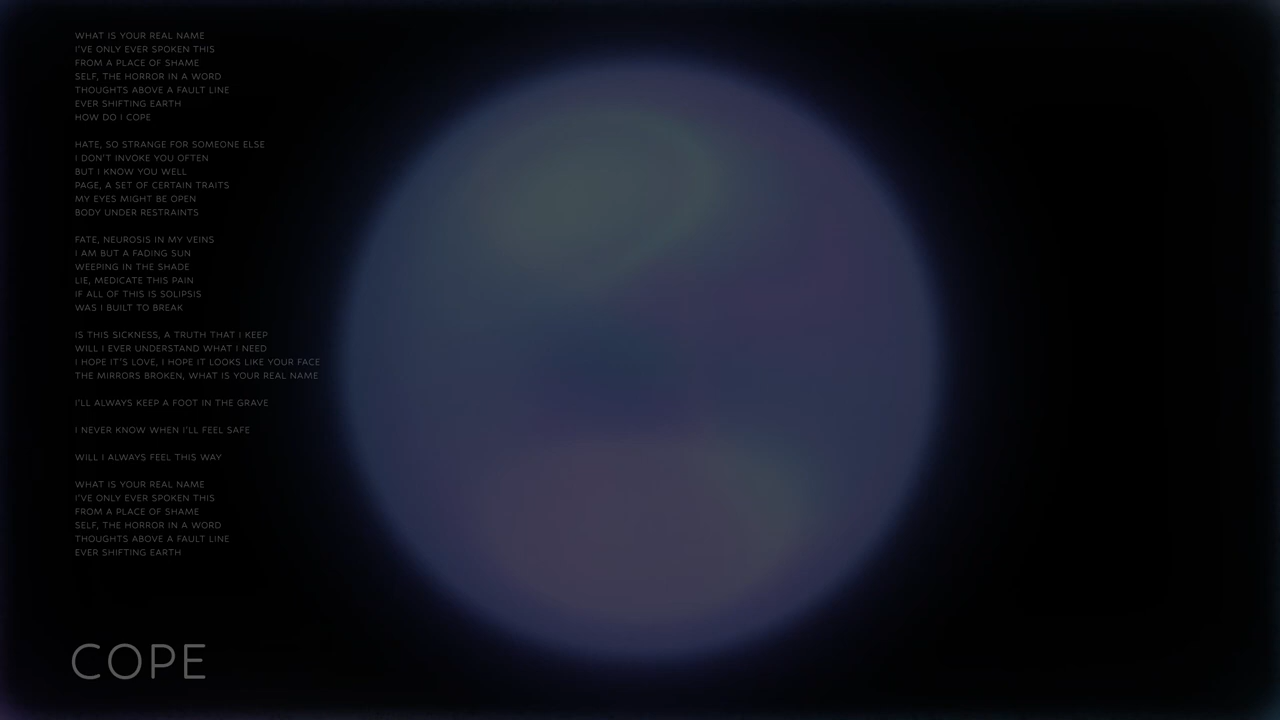 WHAT IS YOUR REAL NAME
I'VE ONLY EVER SPOKEN THIS
FROM A PLACE OF SHAME
SELF, THE HORROR IN A WORD
THOUGHTS ABOVE A FAULT LINE
EVER SHIFTING EARTH
HOW DO I COPE

HATE, SO STRANGE FOR SOMEONE ELSE
I DON'T INVOKE YOU OFTEN
BUT I KNOW YOU WELL
PAGE, A SET OF CERTAIN TRAITS
MY EYES MIGHT BE OPEN
BODY UNDER RESTRAINTS

FATE, NEUROSIS IN MY VEINS
I AM BUT A FADING SUN
WEEPING IN THE SHADE
LIE, MEDICATE THIS PAIN
IF ALL OF THIS IS SOLIPSIS
WAS I BUILT TO BREAK

IS THIS SICKNESS, A TRUTH THAT I KEEP
WILL I EVER UNDERSTAND WHAT I NEED
I HOPE IT'S LOVE, I HOPE IT LOOKS LIKE YOUR FACE
THE MIRRORS BROKEN, WHAT IS YOUR REAL NAME

I'LL ALWAYS KEEP A FOOT IN THE GRAVE

I NEVER KNOW WHEN I'LL FEEL SAFE

WILL I ALWAYS FEEL THIS WAY

WHAT IS YOUR REAL NAME
I'VE ONLY EVER SPOKEN THIS
FROM A PLACE OF SHAME
SELF, THE HORROR IN A WORD
THOUGHTS ABOVE A FAULT LINE
EVER SHIFTING EARTH

COPE